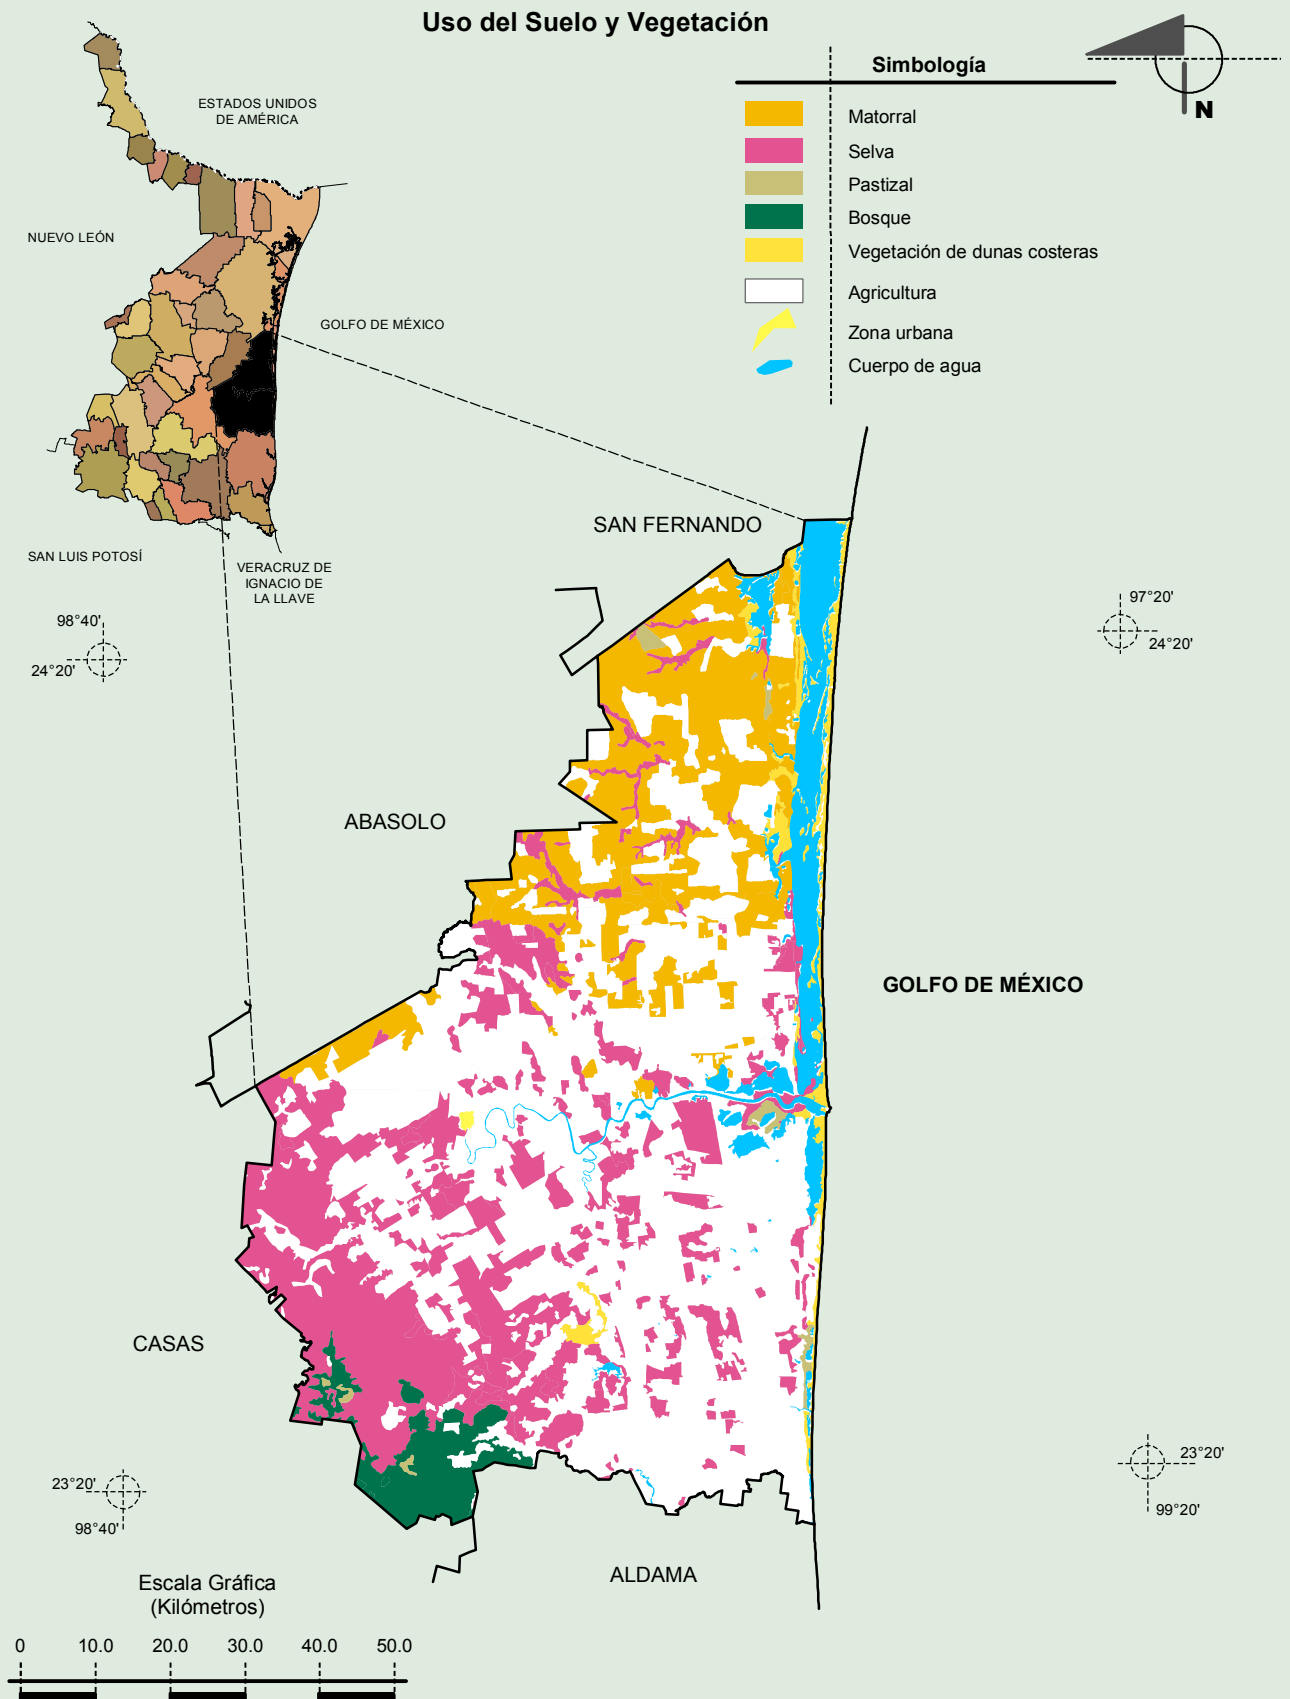 Uso del Suelo y Vegetación
Simbología
N
Matorral
Selva
Pastizal
Bosque
Vegetación de dunas costeras
Agricultura
Zona urbana
Cuerpo de agua
ESTADOS UNIDOS
DE AMÉRICA
NUEVO LEÓN
GOLFO DE MÉXICO
SAN LUIS POTOSÍ
VERACRUZ DE
IGNACIO DE
LA LLAVE
SAN FERNANDO
98°40'
24°20'
97°20'
24°20'
ABASOLO
GOLFO DE MÉXICO
CASAS
23°20'
98°40'
23°20'
99°20'
ALDAMA
Escala Gráfica
(Kilómetros)
0 10.0 20.0 30.0 40.0 50.0